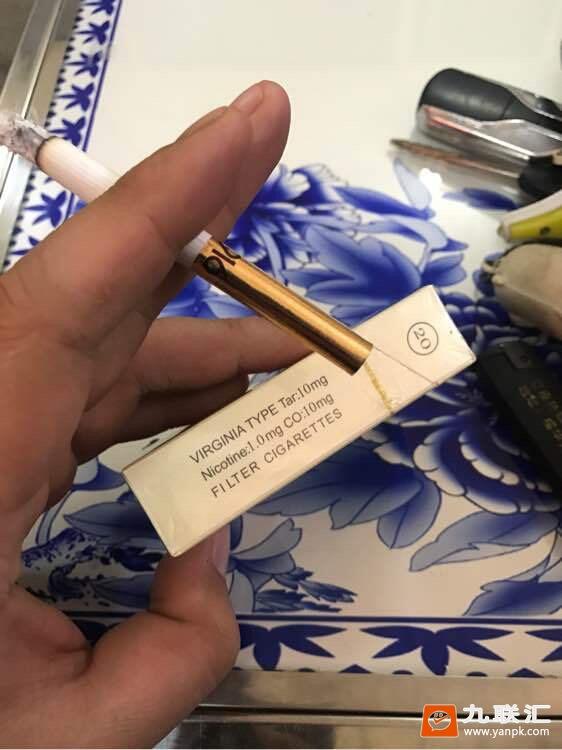 20
VIRGINIA TYPE Tar:10mg
Nicotine:1.0mg CO:10mg
FILTER CIGARETTES
九联汇
www.yanpk.com